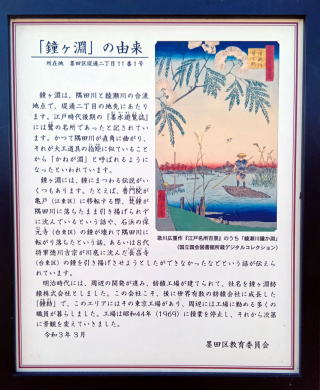 「鐘ヶ淵」の由来
所在地 墨田区堤通二丁目11番1号
鐘ヶ淵は、隅田川と綾瀬川の合流
地点で、堤通二丁目の地先にあたり
ます。江戸時代後期の『墨水遊覧誌』
には鷺の名所であったと記されてい
ます。かつて隅田川が直角に曲がり、
それが大工道具の指矩に似ていること
から「かねが淵」と呼ばれるように
なったといわれています。
鐘ヶ淵には、鐘にまつわる伝説がい
くつもあります。たとえば、普門院が
亀戸(江東区)に移転する際、梵鐘が
隅田川に落ちたまま引き揚げられず
に沈んでいるという話や、石浜の保
元寺(台東区)の鐘が壊れて隅田川に
転がり落ちたという話、あるいは8代
将軍徳川吉宗が川底に沈んだ長昌寺
(台東区)の鐘を引き揚げさせようとしたができなかったなどという話が伝えら
れています。
明治時代には、周辺の開発が進み、紡績工場が建てられて、社名を鐘ヶ淵紡
績株式会社としました。この会社こそ、後に世界有数の紡績会社に成長した
「鐘紡」で、このエリアにはその東京工場があり、周辺には工場に勤める多くの
職員が暮らしました。工場は昭和44年(1969)に操業を停止し、それから次第
に景観を変えていきました。
令和3年3月
墨田区教育委員会
歌川広重作『江戸名所百景』のうち「綾瀬川鐘か淵」
(国立国会図書館所蔵デジタルコレクション)